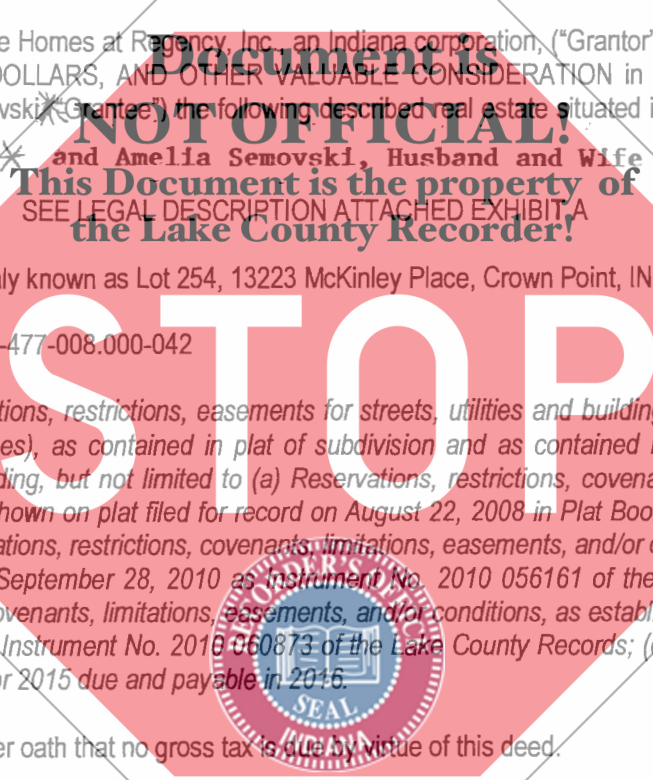 e Homes at Regency, Inc., an Indiana corporation, ("Grantor"
Document is
DOLLARS, AND OTHER VALUABLE CONSIDERATION in
vski "Grantee") the following described real estate situated i
NOT OFFICIAL!
and Amelia Semovski, Husband and Wife
This Document is the property of
SEE LEGAL DESCRIPTION ATTACHED EXHIBIT A
the Lake County Recorder!
nly known as Lot 254, 13223 McKinley Place, Crown Point, IN
-477-008.000-042
STOP
tions, restrictions, easements for streets, utilities and building
es), as contained in plat of subdivision and as contained
ding, but not limited to (a) Reservations, restrictions, covena
hown on plat filed for record on August 22, 2008 in Plat Boo
ations, restrictions, covenants, limitations, easements, and/or
September 28, 2010 as Instrument No. 2010 056161 of the
ovenants, limitations, easements, and/or conditions, as establ
Instrument No. 2010 060873 of the Lake County Records; (
or 2015 due and payable in 2016.
RECORDER'S OFFICE
SEAL
INDIANA
er oath that no gross tax is due by virtue of this deed.